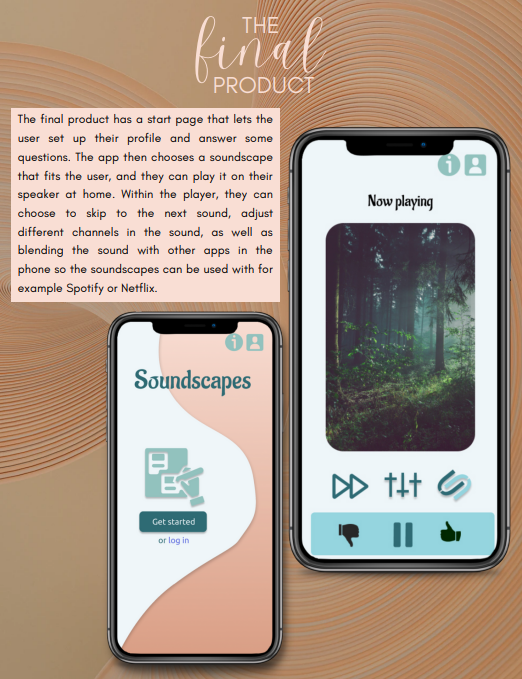 THE
final
PRODUCT
The final product has a start page that lets the
user set up their profile and answer some
questions. The app then chooses a soundscape
that fits the user, and they can play it on their
speaker at home. Within the player, they can
choose to skip to the next sound, adjust
different channels in the sound, as well as
blending the sound with other apps in the
phone so the soundscapes can be used with for
example Spotify or Netflix.
i
Now playing
i
Soundscapes
Get started
or log in